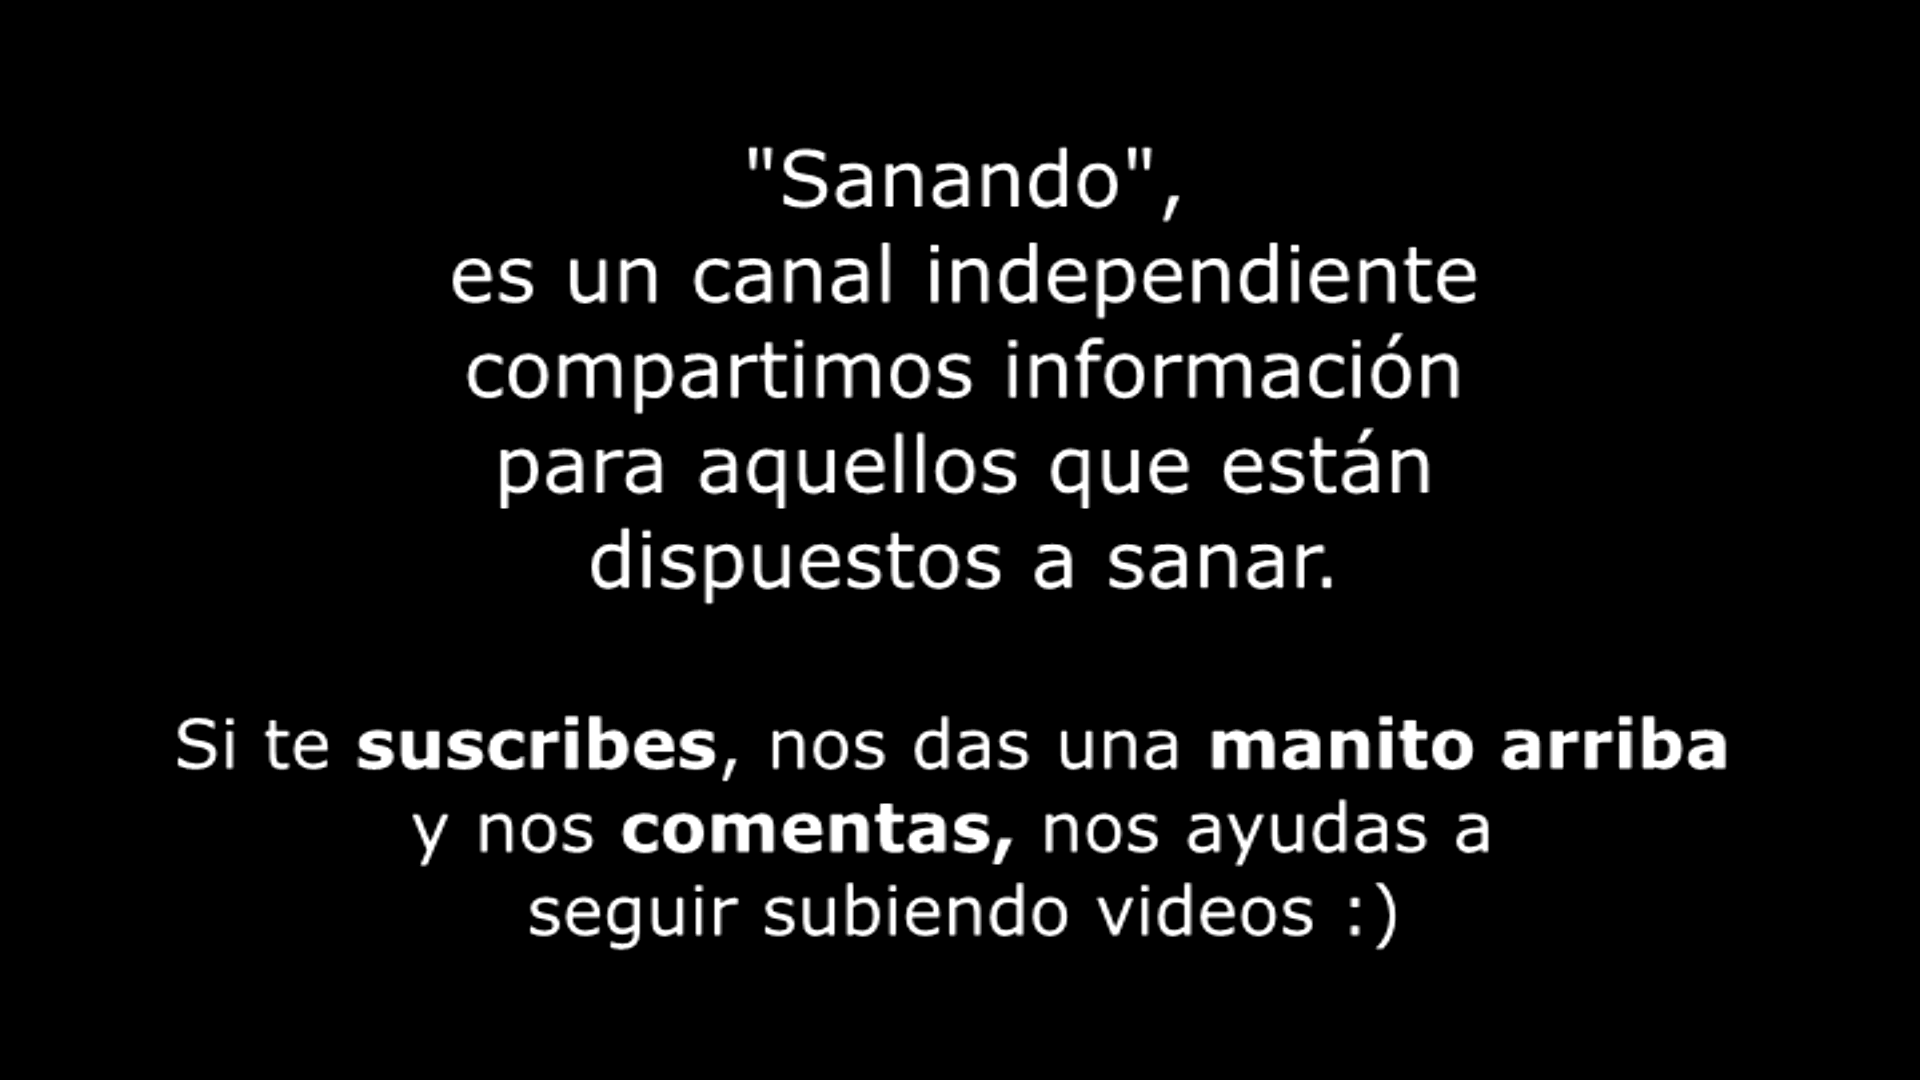 "Sanando",
es un canal independiente
compartimos información
para aquellos que están
dispuestos a sanar.
Si te suscribes, nos das una manito arriba
y nos comentas, nos ayudas a
seguir subiendo videos :)